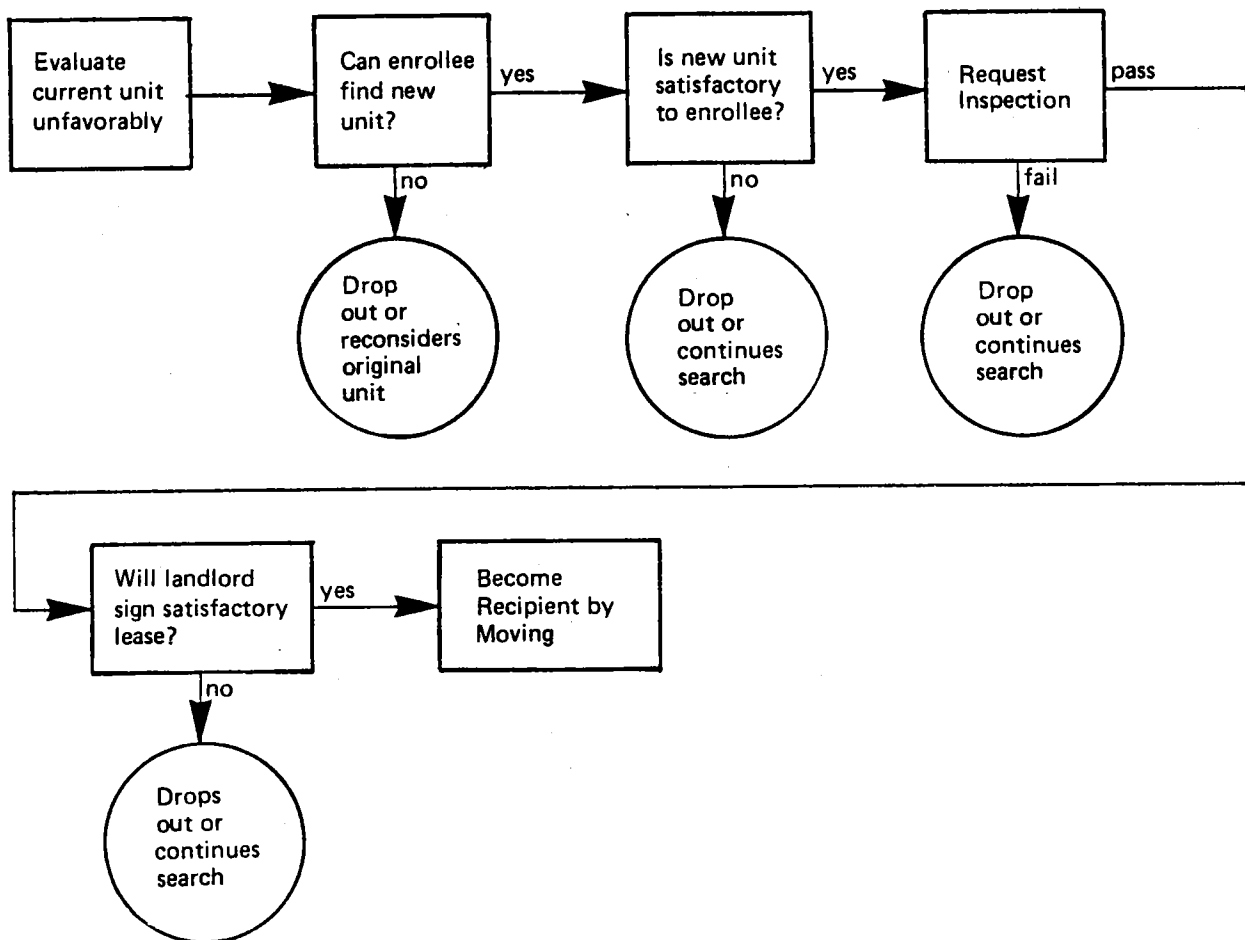 Evaluate
current unit
unfavorably
Can enrollee
find new
unit?
yes
Is new unit
satisfactory
to enrollee?
yes
Request
Inspection
pass
no
no
fail
Drop
out or
reconsiders
original
unit
Drop
out or
continues
search
Drop
out or
continues
search
Will landlord
sign satisfactory
lease?
yes
Become
Recipient by
Moving
no
Drops
out or
continues
search